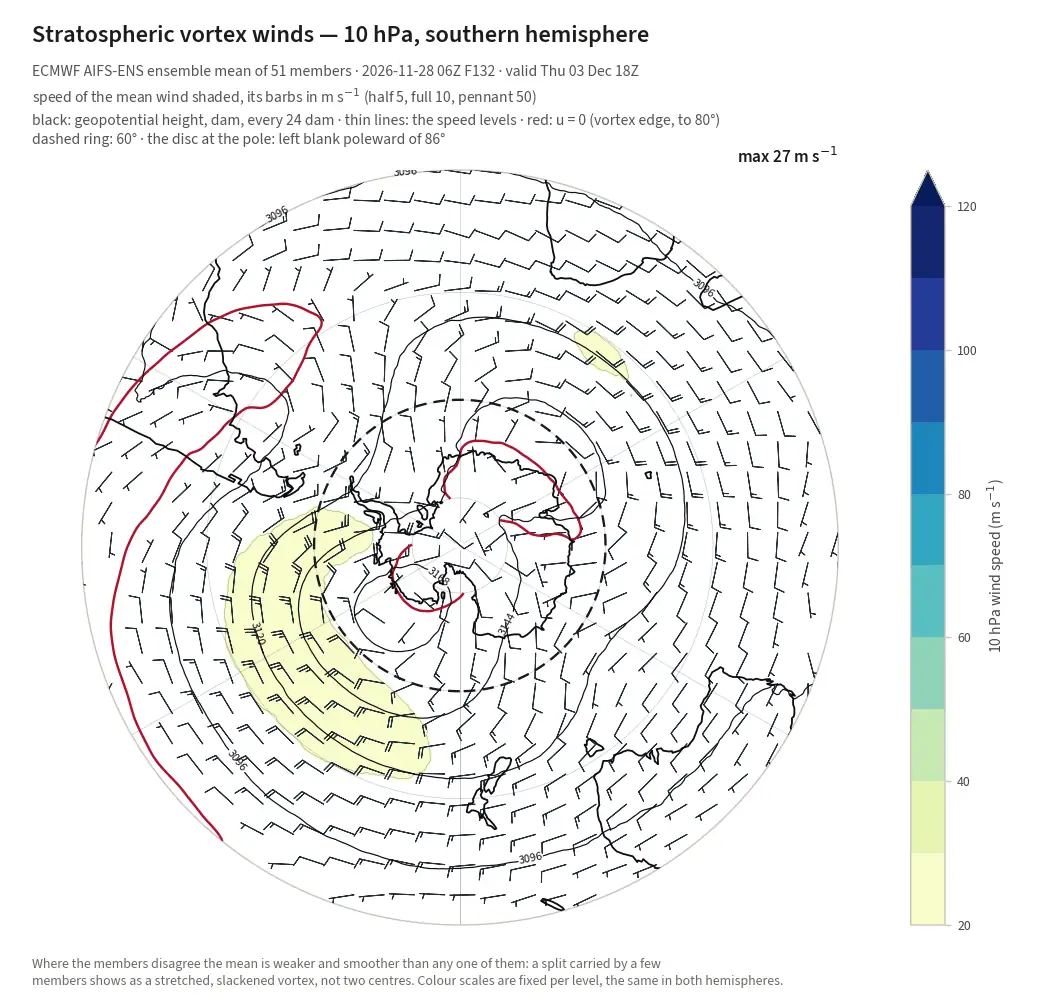 Stratospheric vortex winds — 10 hPa, southern hemisphere
ECMWF AIFS-ENS ensemble mean of 51 members · 2026-11-28 06Z F132 · valid Thu 03 Dec 18Z
speed of the mean wind shaded, its barbs in m s⁻¹ (half 5, full 10, pennant 50)
black: geopotential height, dam, every 24 dam · thin lines: the speed levels · red: u = 0 (vortex edge, to 80°)
dashed ring: 60° · the disc at the pole: left blank poleward of 86°
max 27 m s⁻¹
3096
3096
3096
3168
3144
3120
3096
3096
120
100
80
60
40
20
10 hPa wind speed (m s⁻¹)
Where the members disagree the mean is weaker and smoother than any one of them: a split carried by a few
members shows as a stretched, slackened vortex, not two centres. Colour scales are fixed per level, the same in both hemispheres.